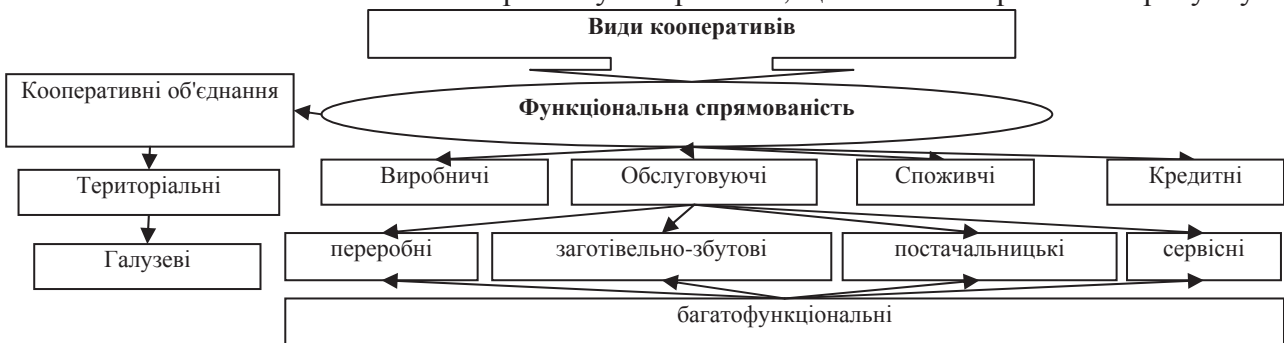 Види кооперативів
Кооперативні об'єднання
Функціональна спрямованість
Територіальні
Виробничі
Обслуговуючі
Споживчі
Кредитні
Галузеві
переробні
заготівельно-збутові
постачальницькі
сервісні
багатофункціональні